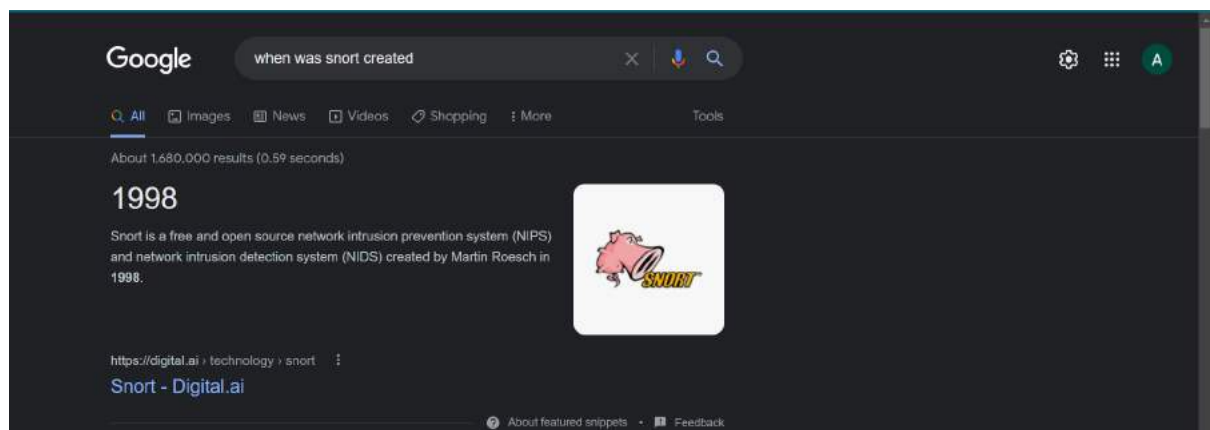 Google
when was snort created
A
All Images News Videos Shopping More Tools
About 1,680,000 results (0.59 seconds)
1998
Snort is a free and open source network intrusion prevention system (NIPS)
and network intrusion detection system (NIDS) created by Martin Roesch in
1998.
SNORT
https://digital.ai › technology › snort
Snort - Digital.ai
About featured snippets • Feedback